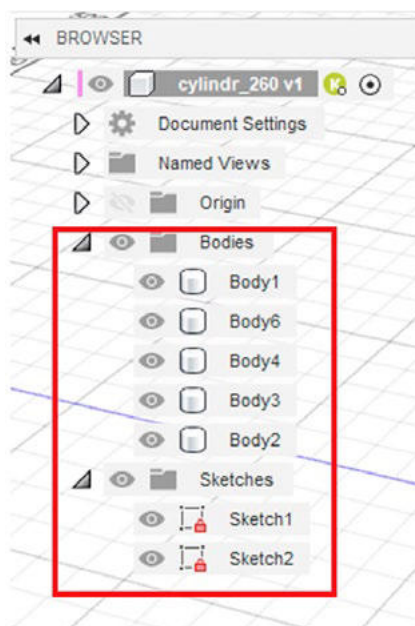 BROWSER
cylindr_260 v1
Document Settings
Named Views
Origin
Bodies
Body1
Body6
Body4
Body3
Body2
Sketches
Sketch1
Sketch2